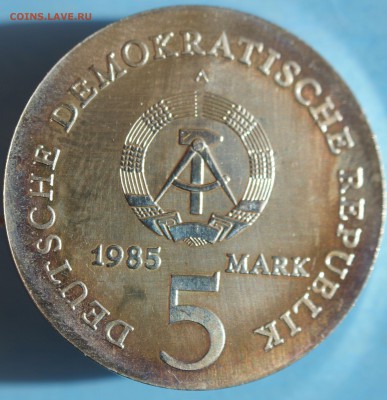 COINS.LAVE.RU
DEUTSCHE DEMOKRATISCHE REPUBLIK
A
1985 MARK
5